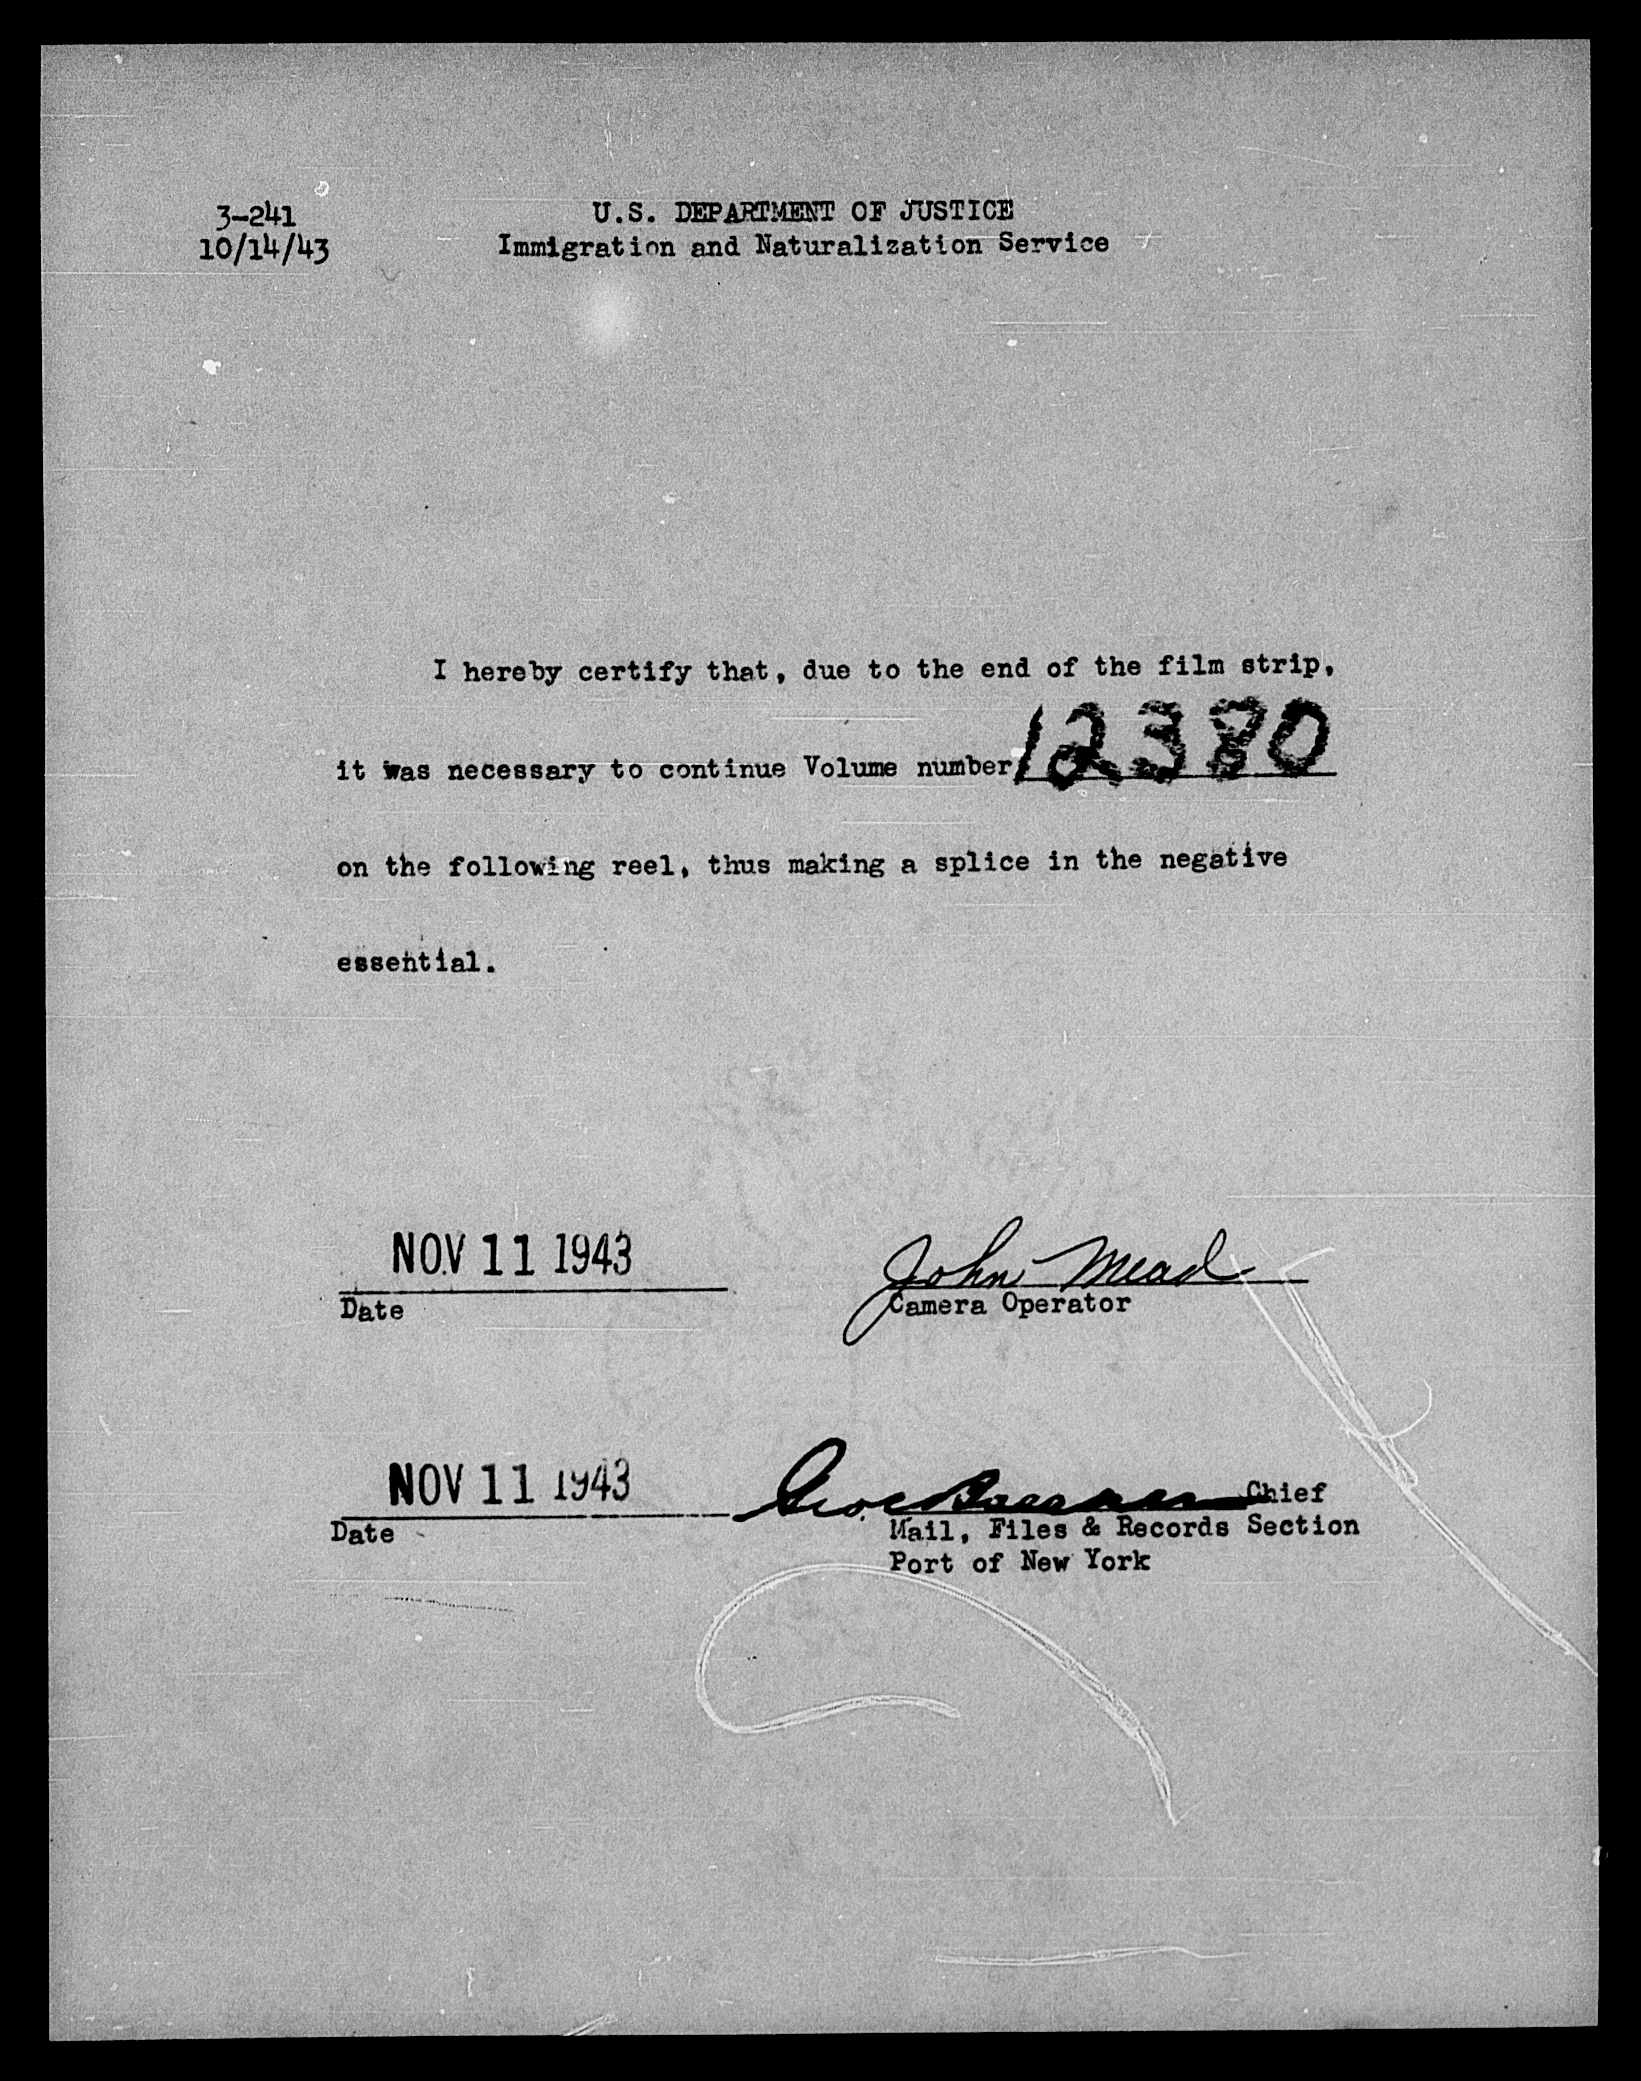 3-241
10/14/43
U.S. DEPARTMENT OF JUSTICE
Immigration and Naturalization Service
I hereby certify that, due to the end of the film strip,
it was necessary to continue Volume number 12380
on the following reel, thus making a splice in the negative
essential.
NOV 11 1943
John Mead
Date
Camera Operator
NOV 11 1943
Geo. Chief
Date
Mail, Files & Records Section
Port of New York